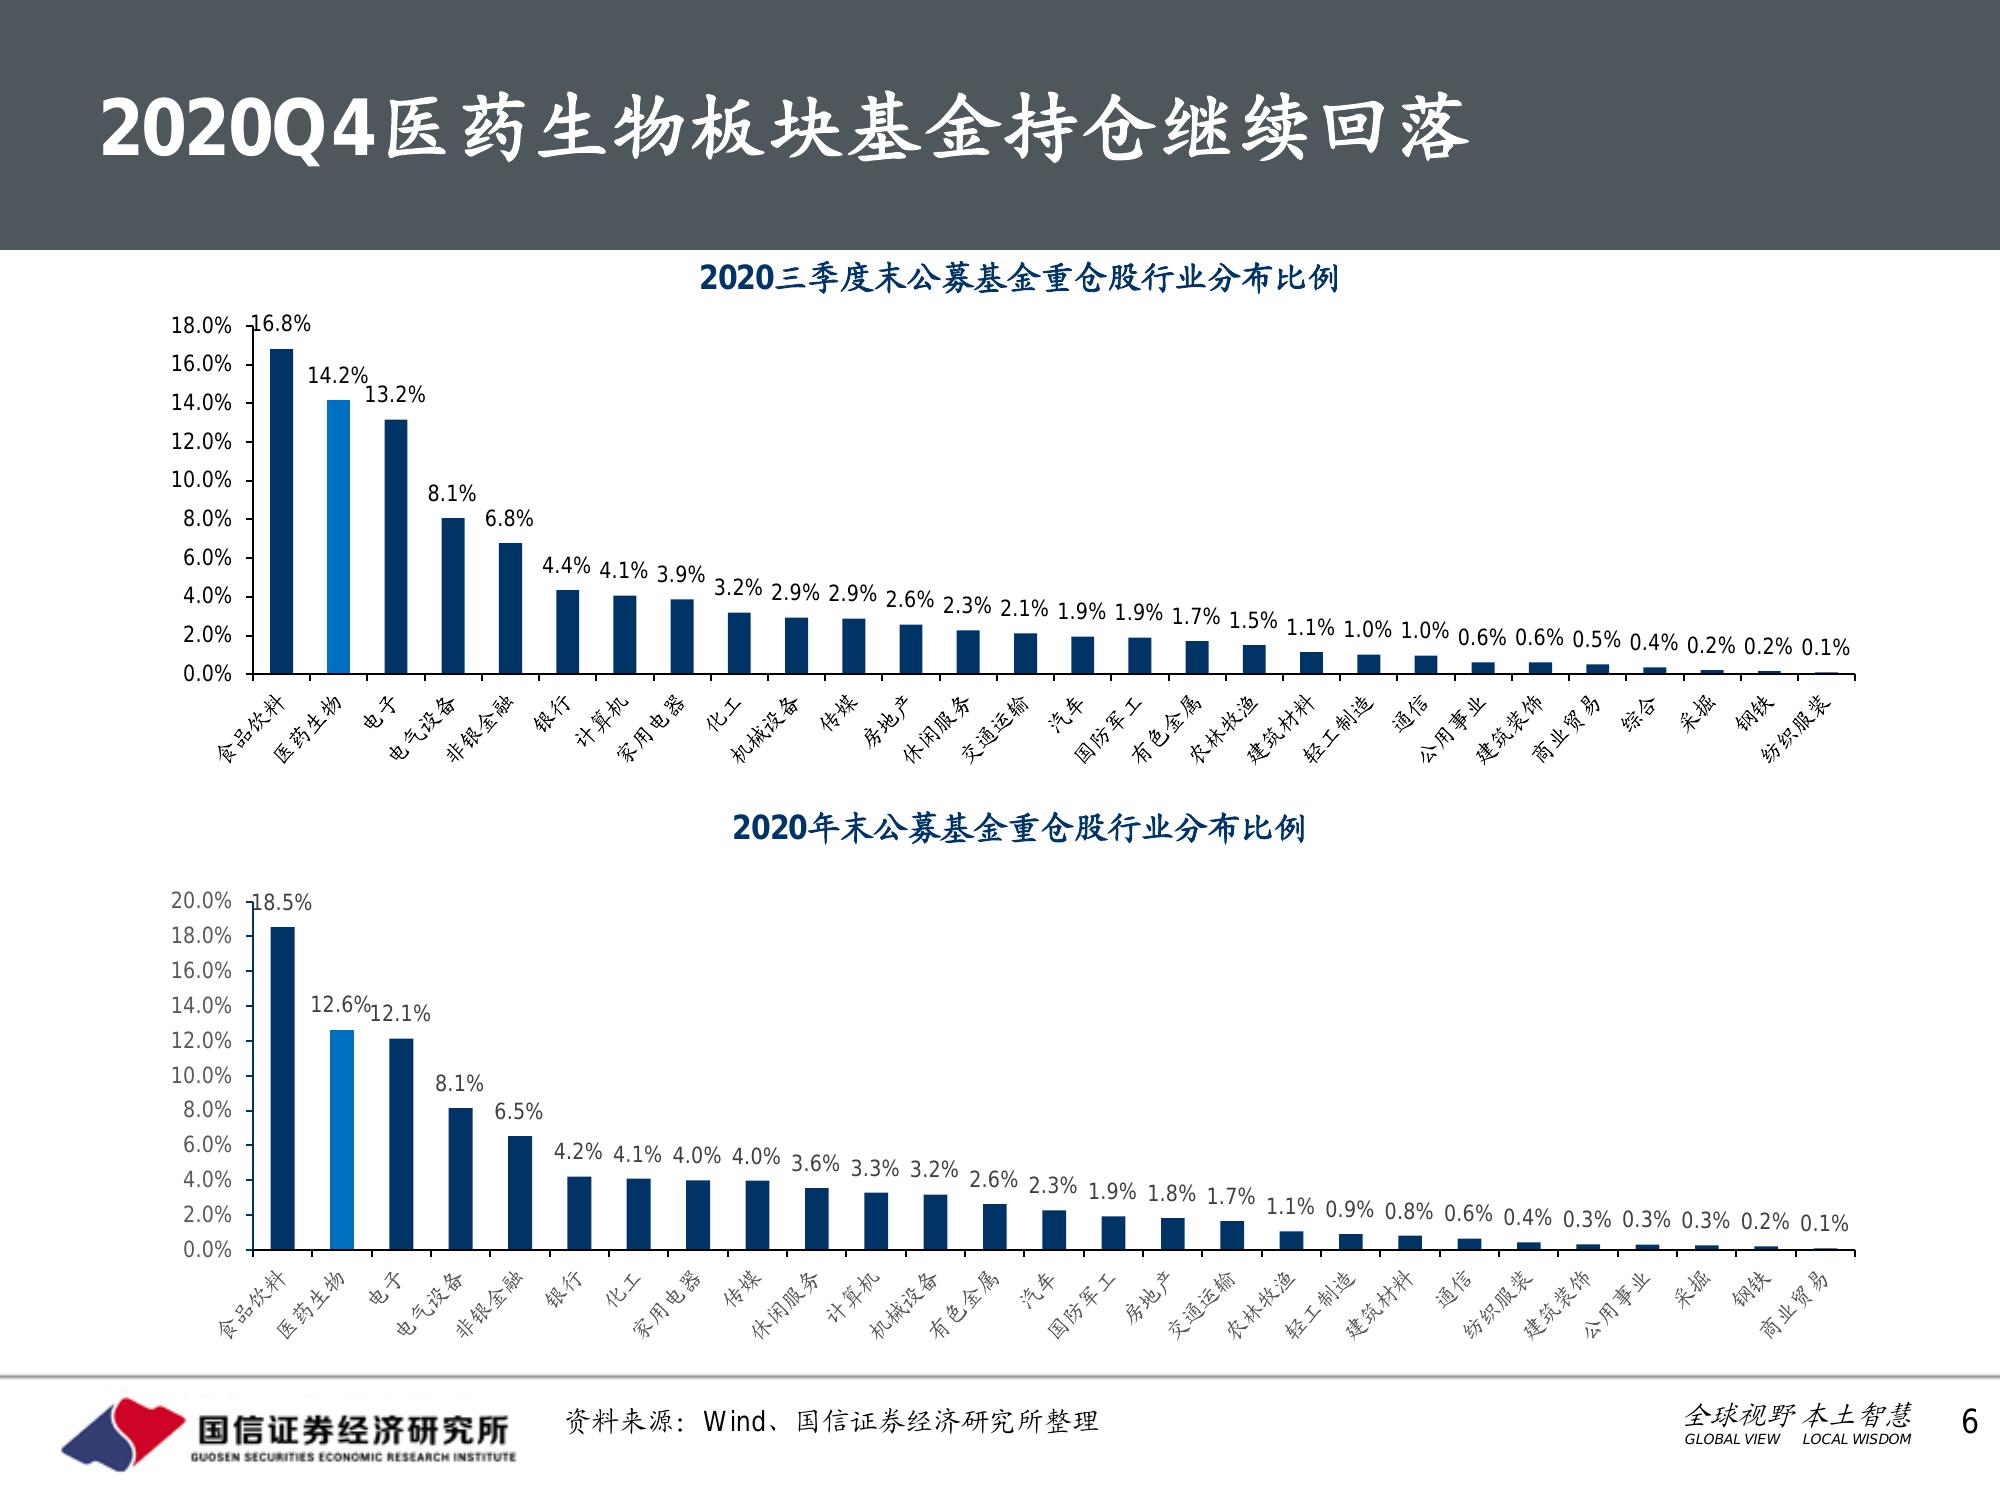 2020Q4医药生物板块基金持仓继续回落
2020三季度末公募基金重仓股行业分布比例
18.0%
16.0%
14.0%
12.0%
10.0%
8.0%
6.0%
4.0%
2.0%
0.0%
16.8% 14.2% 13.2% 8.1% 6.8% 4.4% 4.1% 3.9% 3.2% 2.9% 2.9% 2.6% 2.3% 2.1% 1.9% 1.9% 1.7% 1.5% 1.1% 1.0% 1.0% 0.6% 0.6% 0.5% 0.4% 0.2% 0.2% 0.1%
食品饮料 医药生物 电子 电气设备 非银金融 银行 计算机 家用电器 化工 机械设备 传媒 房地产 休闲服务 交通运输 汽车 国防军工 有色金属 农林牧渔 建筑材料 轻工制造 通信 公用事业 建筑装饰 商业贸易 综合 采掘 钢铁 纺织服装
2020年末公募基金重仓股行业分布比例
20.0%
18.0%
16.0%
14.0%
12.0%
10.0%
8.0%
6.0%
4.0%
2.0%
0.0%
18.5% 12.6% 12.1% 8.1% 6.5% 4.2% 4.1% 4.0% 4.0% 3.6% 3.3% 3.2% 2.6% 2.3% 1.9% 1.8% 1.7% 1.1% 0.9% 0.8% 0.6% 0.4% 0.3% 0.3% 0.3% 0.2% 0.1%
食品饮料 医药生物 电子 电气设备 非银金融 银行 化工 家用电器 传媒 休闲服务 计算机 机械设备 有色金属 汽车 国防军工 房地产 交通运输 农林牧渔 轻工制造 建筑材料 通信 纺织服装 建筑装饰 公用事业 采掘 钢铁 商业贸易
国信证券经济研究所
GUOSEN SECURITIES ECONOMIC RESEARCH INSTITUTE
资料来源：Wind、国信证券经济研究所整理
全球视野 本土智慧
GLOBAL VIEW LOCAL WISDOM
6